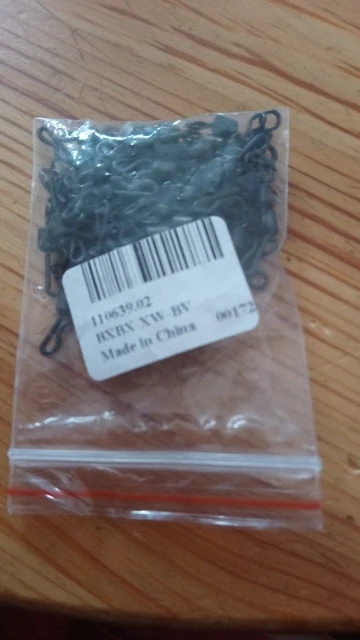 110639.02
BXBX-XW-BV
Made in China 00172